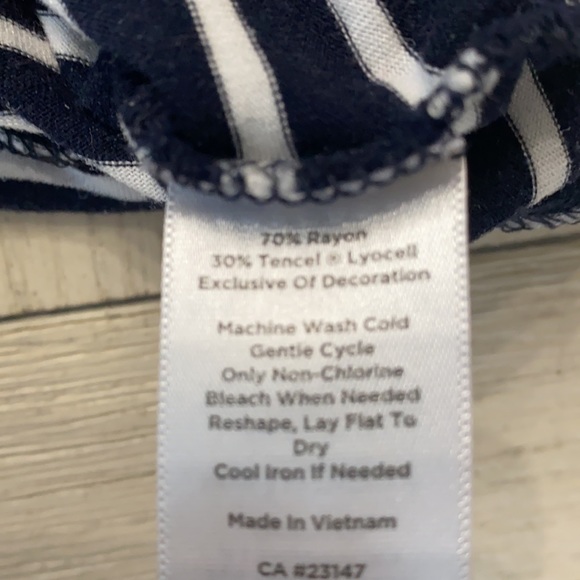 70% Rayon
30% Tencel ® Lyocell
Exclusive Of Decoration
Machine Wash Cold
Gentle Cycle
Only Non-Chlorine
Bleach When Needed
Reshape, Lay Flat To
Dry
Cool Iron If Needed
Made In Vietnam
CA #23147